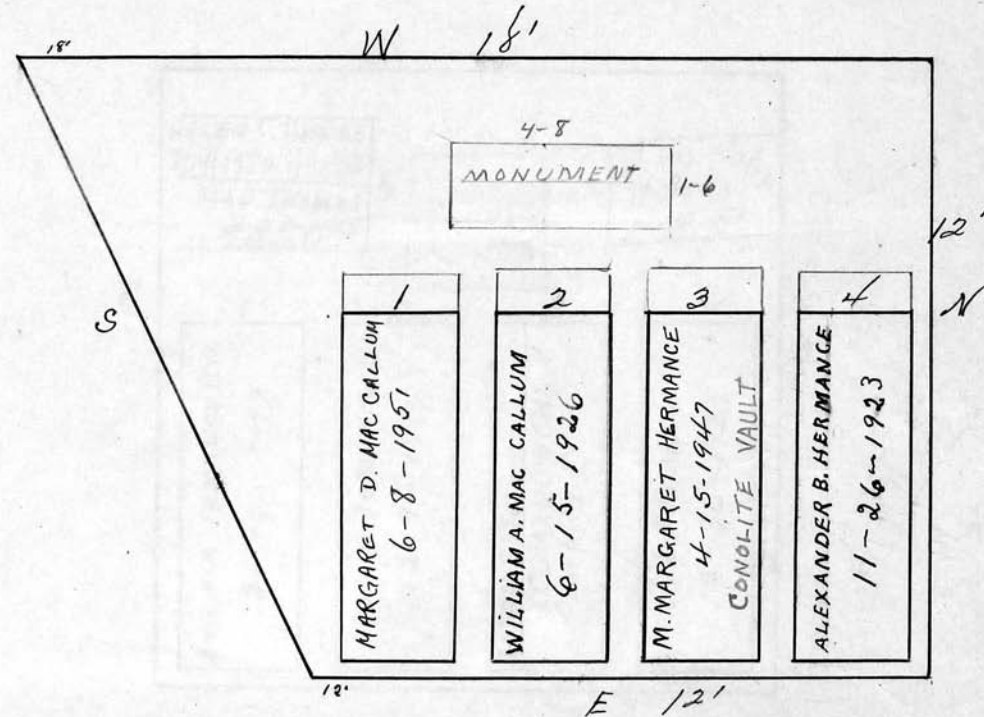 18' W 18'
4-8
MONUMENT 1-6
12'
S
N
1
MARGARET D. MAC CALLUM
6-8-1951
2
WILLIAM A. MAC CALLUM
6-15-1926
3
M. MARGARET HERMANCE
4-15-1947
CONOLITE VAULT
4
ALEXANDER B. HERMANCE
11-26-1923
12' E 12'